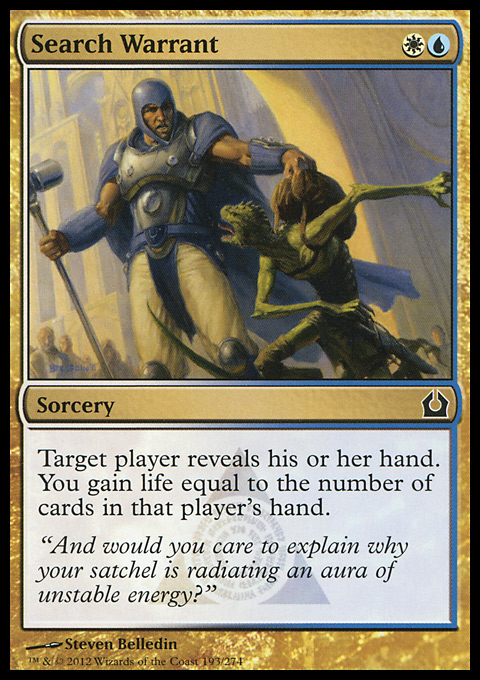 Search Warrant
Sorcery
Target player reveals his or her hand.
You gain life equal to the number of
cards in that player's hand.
“And would you care to explain why
your satchel is radiating an aura of
unstable energy?”
Steven Belledin
™ & © 2012 Wizards of the Coast 193/274